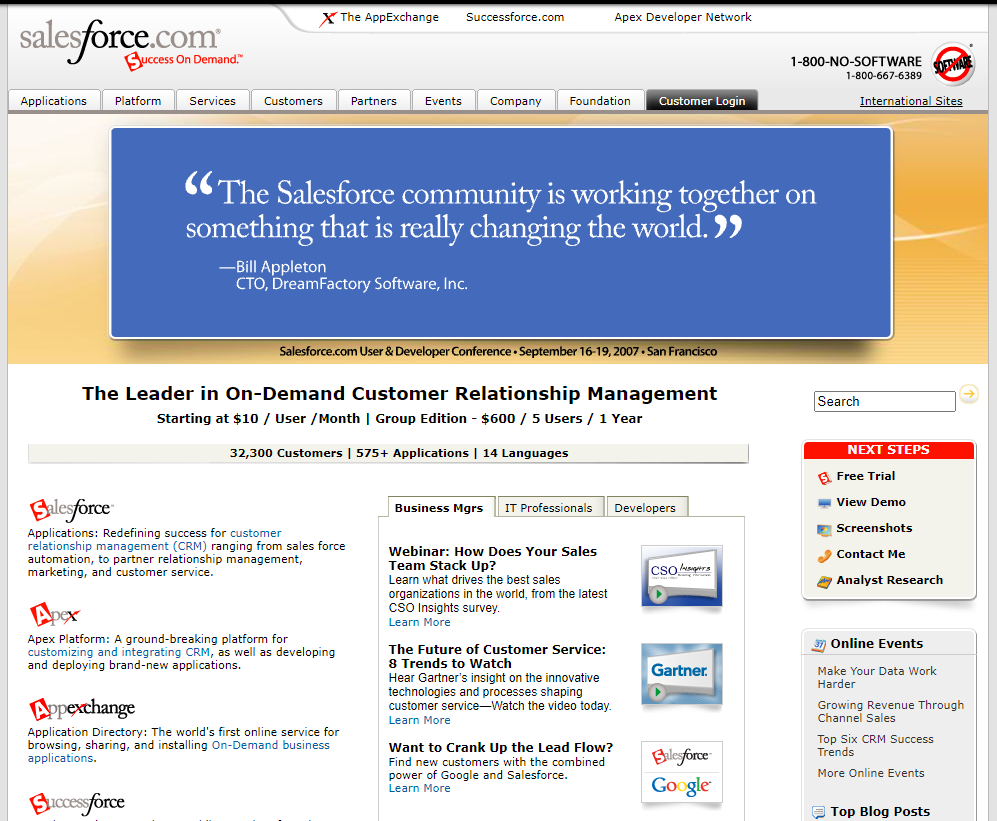 The AppExchange
Successforce.com
Apex Developer Network
salesforce.com®
Success On Demand.™
1-800-NO-SOFTWARE
1-800-667-6389
SOFTWARE
Applications
Platform
Services
Customers
Partners
Events
Company
Foundation
Customer Login
International Sites
“The Salesforce community is working together on
something that is really changing the world.”
—Bill Appleton
CTO, DreamFactory Software, Inc.
Salesforce.com User & Developer Conference • September 16-19, 2007 • San Francisco
The Leader in On-Demand Customer Relationship Management
Starting at $10 / User /Month | Group Edition - $600 / 5 Users / 1 Year
32,300 Customers | 575+ Applications | 14 Languages
Salesforce
Applications: Redefining success for customer
relationship management (CRM) ranging from sales force
automation, to partner relationship management,
marketing, and customer service.
Apex
Apex Platform: A ground-breaking platform for
customizing and integrating CRM, as well as developing
and deploying brand-new applications.
Appexchange
Application Directory: The world's first online service for
browsing, sharing, and installing On-Demand business
applications.
Successforce
Business Mgrs
IT Professionals
Developers
Webinar: How Does Your Sales
Team Stack Up?
Learn what drives the best sales
organizations in the world, from the latest
CSO Insights survey.
Learn More
CSO Insights
The Future of Customer Service:
8 Trends to Watch
Hear Gartner's insight on the innovative
technologies and processes shaping
customer service—Watch the video today.
Learn More
Gartner
Want to Crank Up the Lead Flow?
Find new customers with the combined
power of Google and Salesforce.
Learn More
Salesforce
Google
Search
NEXT STEPS
Free Trial
View Demo
Screenshots
Contact Me
Analyst Research
Online Events
Make Your Data Work
Harder
Growing Revenue Through
Channel Sales
Top Six CRM Success
Trends
More Online Events
Top Blog Posts